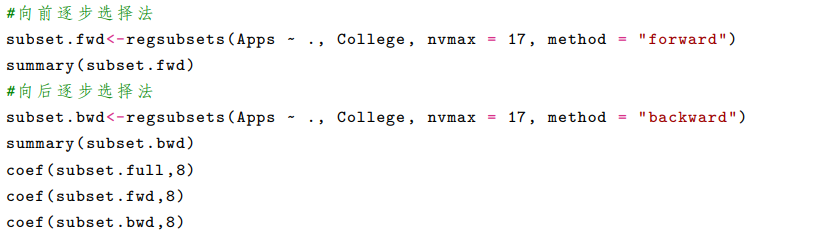 #向前逐步选择法
subset.fwd<-regsubsets(Apps ~ ., College, nvmax = 17, method = "forward")
summary(subset.fwd)
#向后逐步选择法
subset.bwd<-regsubsets(Apps ~ ., College, nvmax = 17, method = "backward")
summary(subset.bwd)
coef(subset.full,8)
coef(subset.fwd,8)
coef(subset.bwd,8)